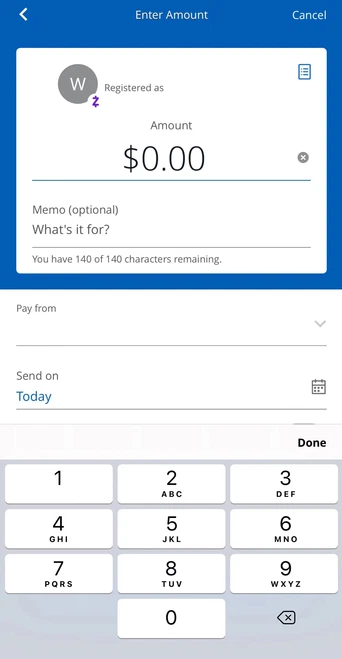 Enter Amount
Cancel
W
Registered as
Amount
$0.00
Memo (optional)
What's it for?
You have 140 of 140 characters remaining.
Pay from
Send on
Today
Done
1
2
ABC
3
DEF
4
GHI
5
JKL
6
MNO
7
PQRS
8
TUV
9
WXYZ
0